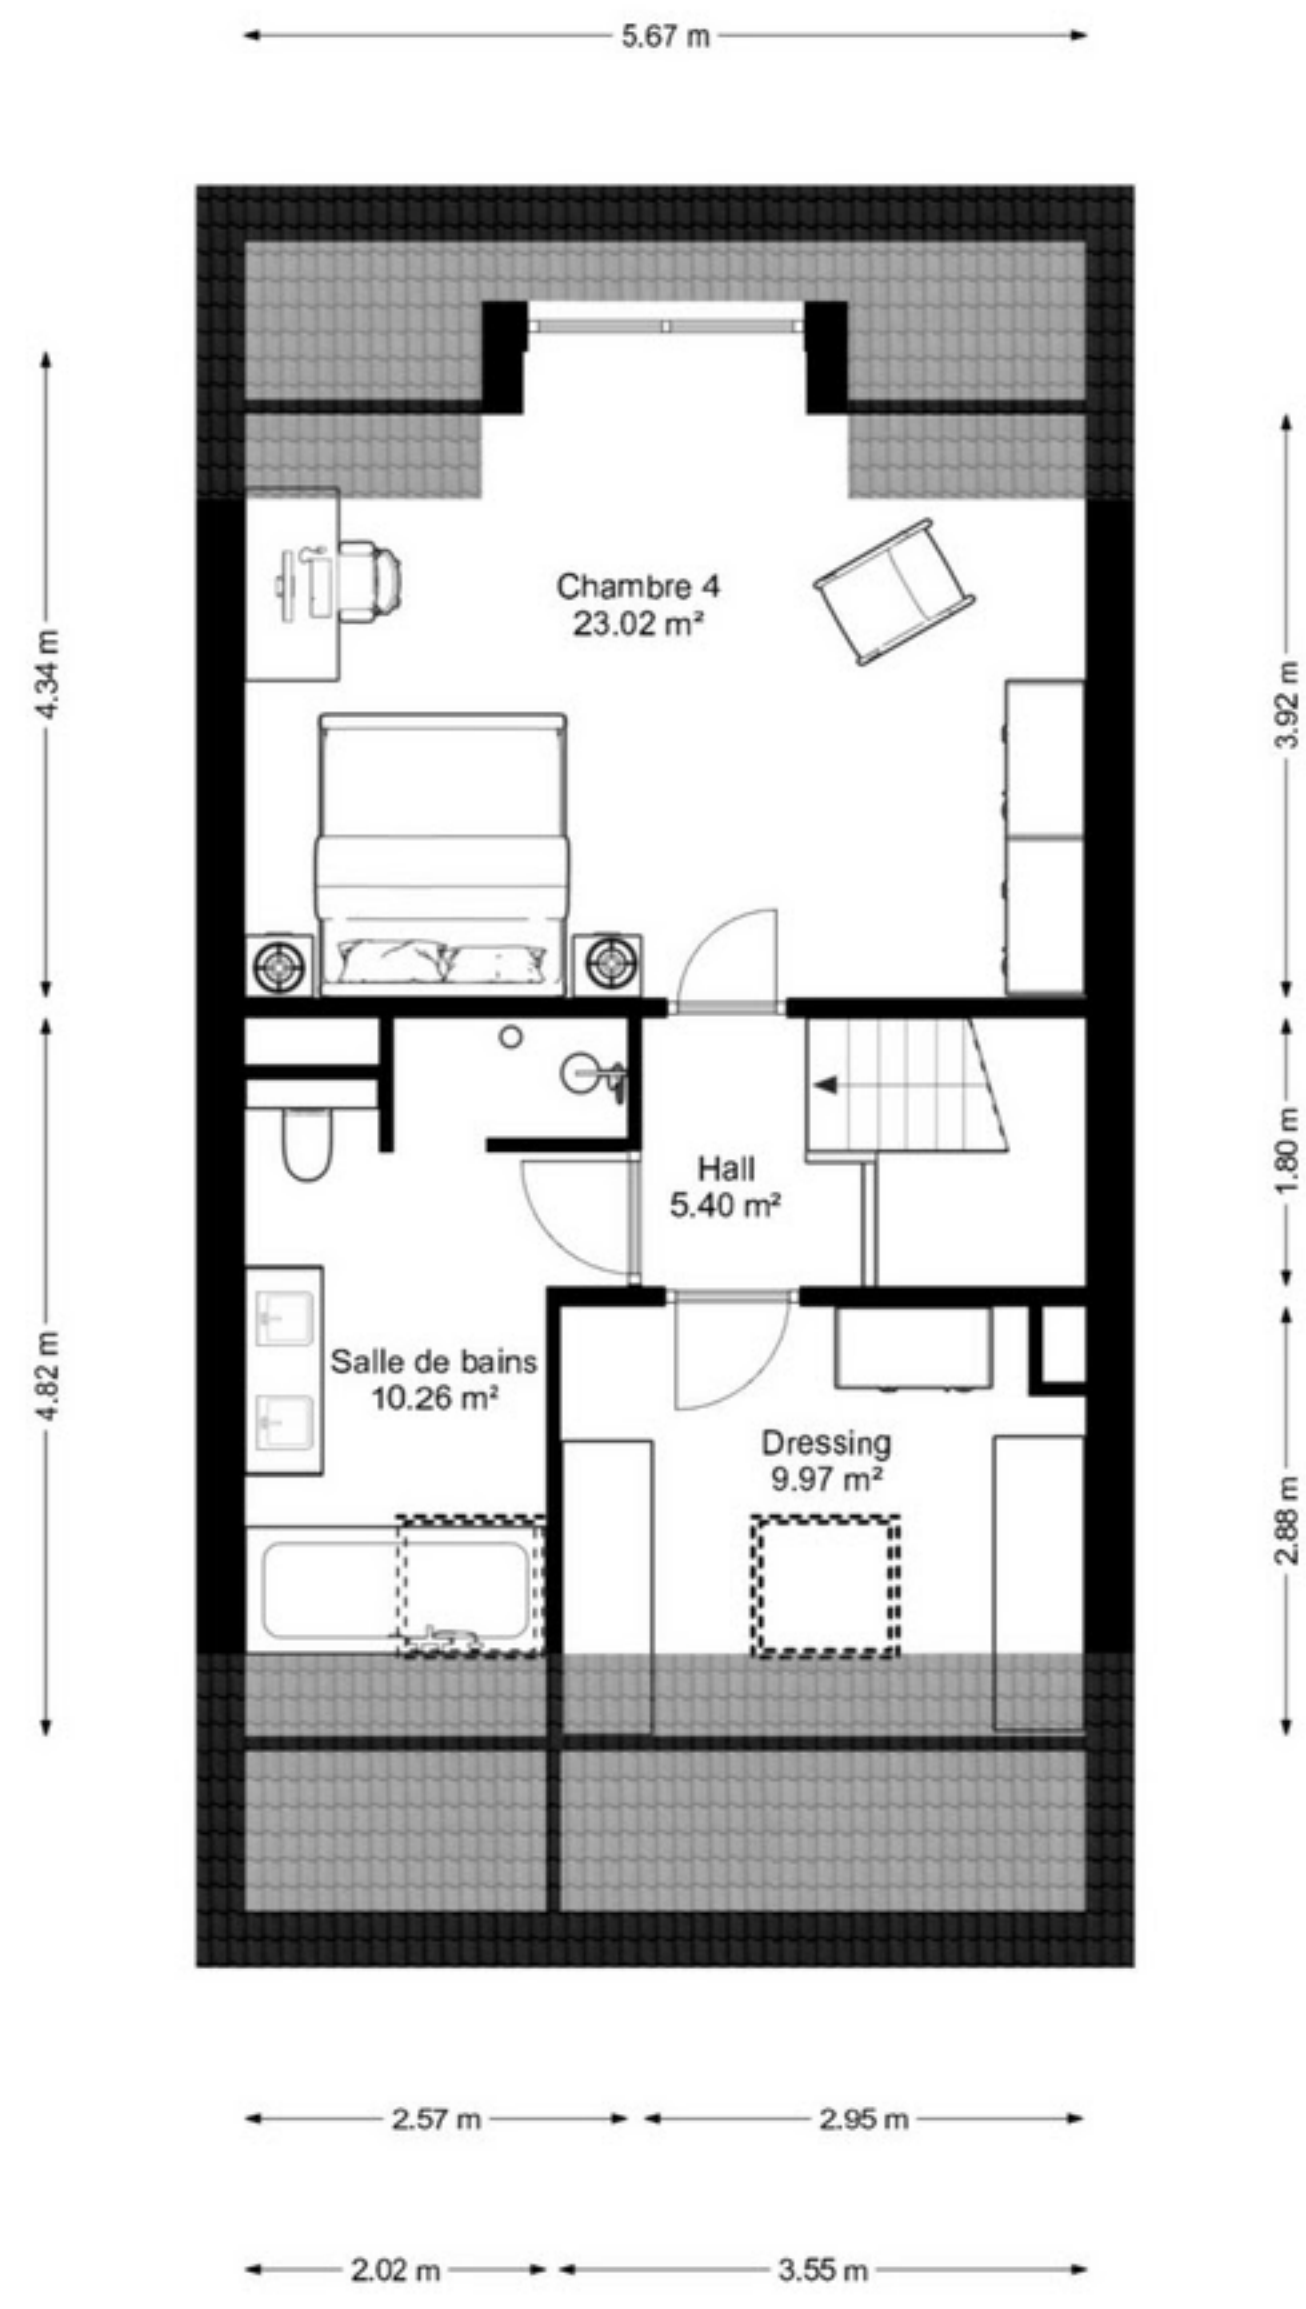 5.67 m
4.34 m
3.92 m
Chambre 4
23.02 m²
1.80 m
Hall
5.40 m²
4.82 m
Salle de bains
10.26 m²
Dressing
9.97 m²
2.88 m
2.57 m
2.95 m
2.02 m
3.55 m